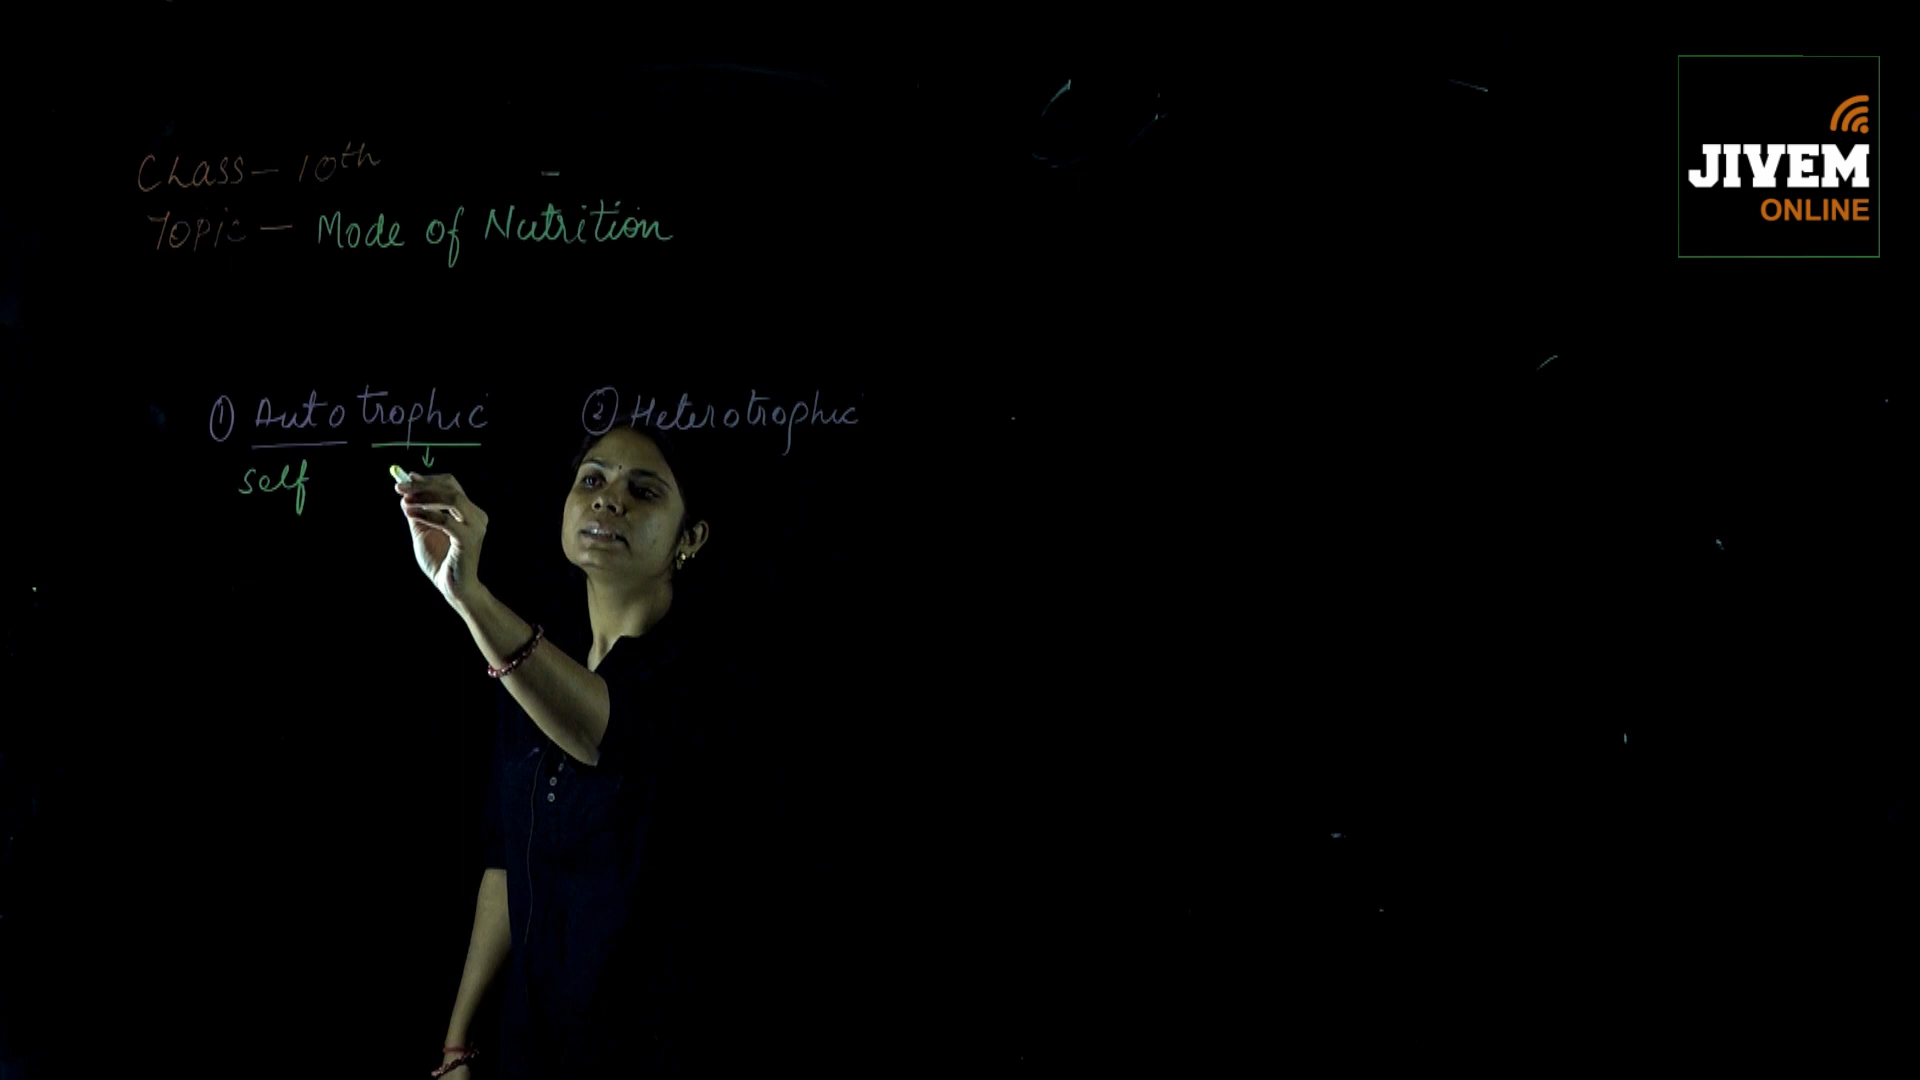 Class - 10th
Topic - Mode of Nutrition
① Autotrophic ② Heterotrophic
self
JIVEM
ONLINE